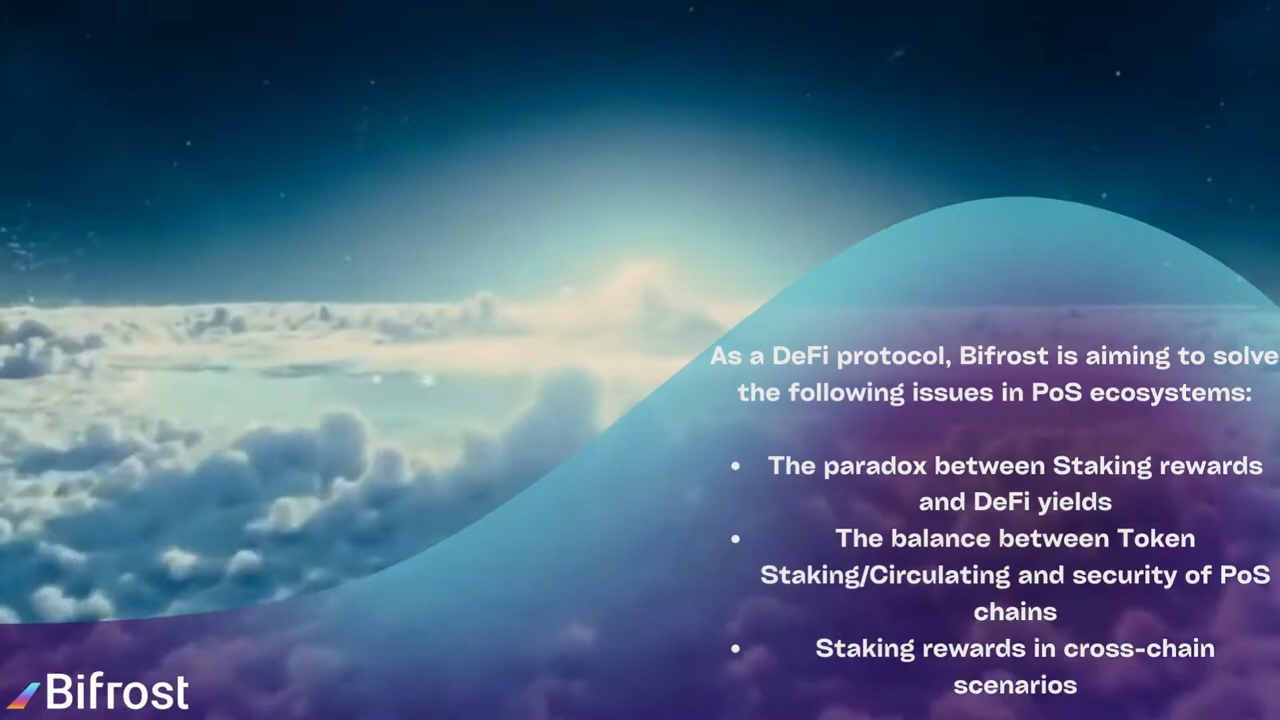 As a DeFi protocol, Bifrost is aiming to solve
the following issues in PoS ecosystems:
• The paradox between Staking rewards
and DeFi yields
• The balance between Token
Staking/Circulating and security of PoS
chains
• Staking rewards in cross-chain
scenarios
Bifrost